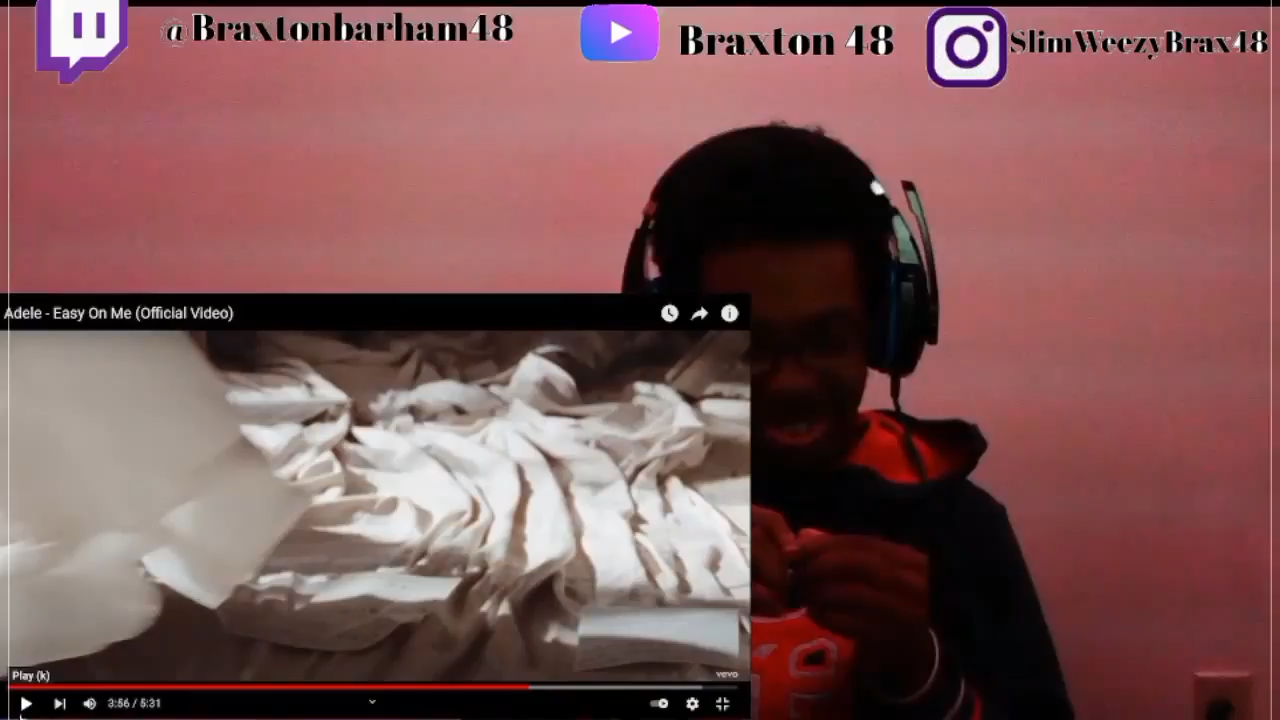 @Braxtonbarham48
Braxton 48
SlimWeezyBrax48
Adele - Easy On Me (Official Video)
Play (k)
vevo
3:56 / 5:31